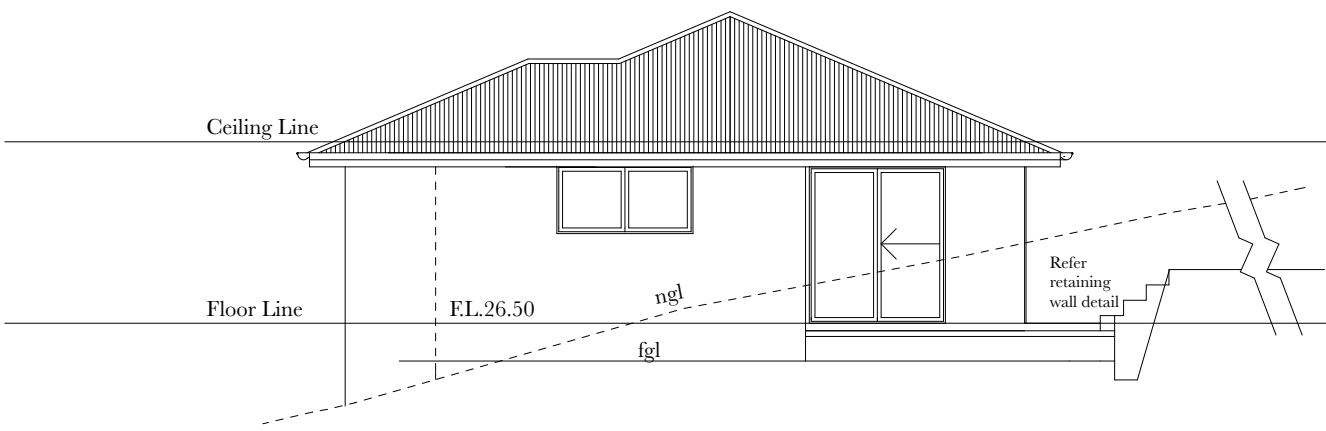 Ceiling Line
Refer
retaining
wall detail
ngl
Floor Line
F.L.26.50
fgl